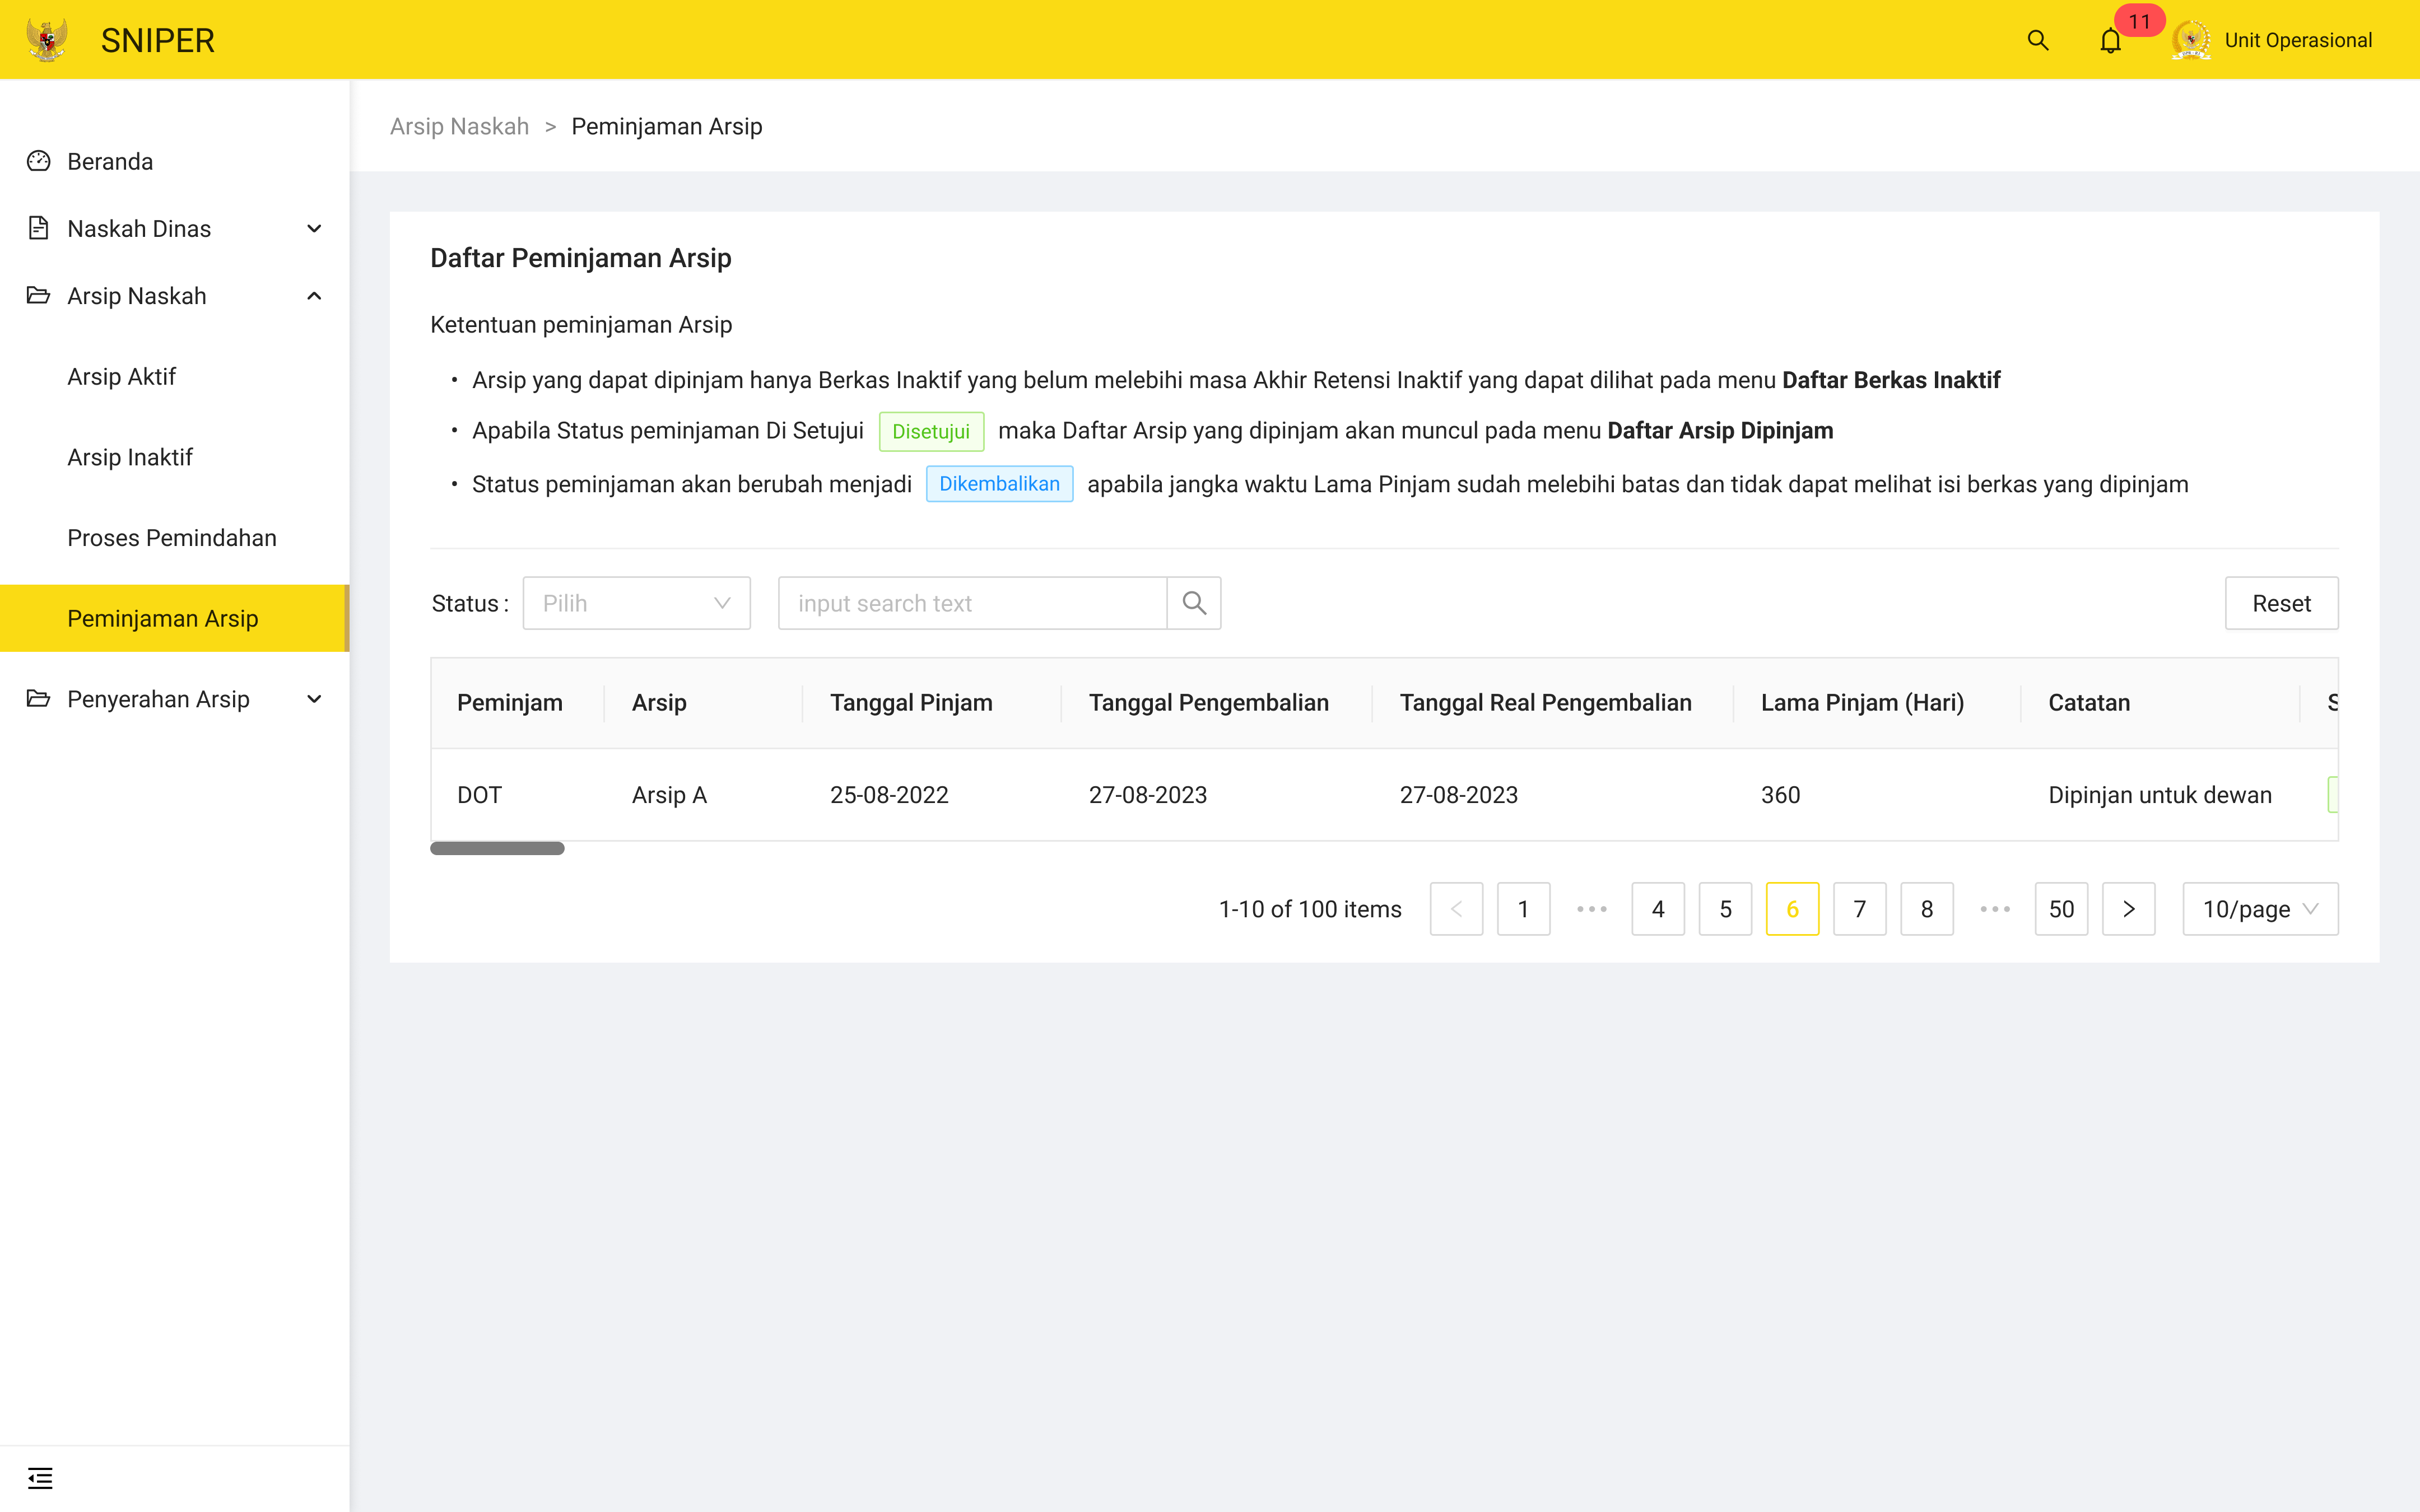 SNIPER
11
Unit Operasional
Beranda
Naskah Dinas
Arsip Naskah
Arsip Aktif
Arsip Inaktif
Proses Pemindahan
Peminjaman Arsip
Penyerahan Arsip
Arsip Naskah > Peminjaman Arsip
Daftar Peminjaman Arsip
Ketentuan peminjaman Arsip
• Arsip yang dapat dipinjam hanya Berkas Inaktif yang belum melebihi masa Akhir Retensi Inaktif yang dapat dilihat pada menu Daftar Berkas Inaktif
• Apabila Status peminjaman Di Setujui Disetujui maka Daftar Arsip yang dipinjam akan muncul pada menu Daftar Arsip Dipinjam
• Status peminjaman akan berubah menjadi Dikembalikan apabila jangka waktu Lama Pinjam sudah melebihi batas dan tidak dapat melihat isi berkas yang dipinjam
Status : Pilih input search text Reset
Peminjam Arsip Tanggal Pinjam Tanggal Pengembalian Tanggal Real Pengembalian Lama Pinjam (Hari) Catatan S
DOT Arsip A 25-08-2022 27-08-2023 27-08-2023 360 Dipinjan untuk dewan
1-10 of 100 items < 1 ••• 4 5 6 7 8 ••• 50 > 10/page